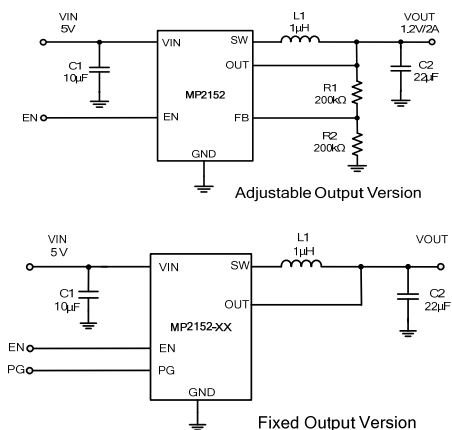 VIN
5V
L1
1µH
VOUT
1.2V/2A
VIN
SW
C1
10µF
OUT
C2
22µF
MP2152
R1
200kΩ
EN
EN
FB
R2
200kΩ
GND
Adjustable Output Version
VIN
5V
L1
1µH
VOUT
VIN
SW
C1
10µF
OUT
C2
22µF
MP2152-XX
EN
EN
PG
PG
GND
Fixed Output Version